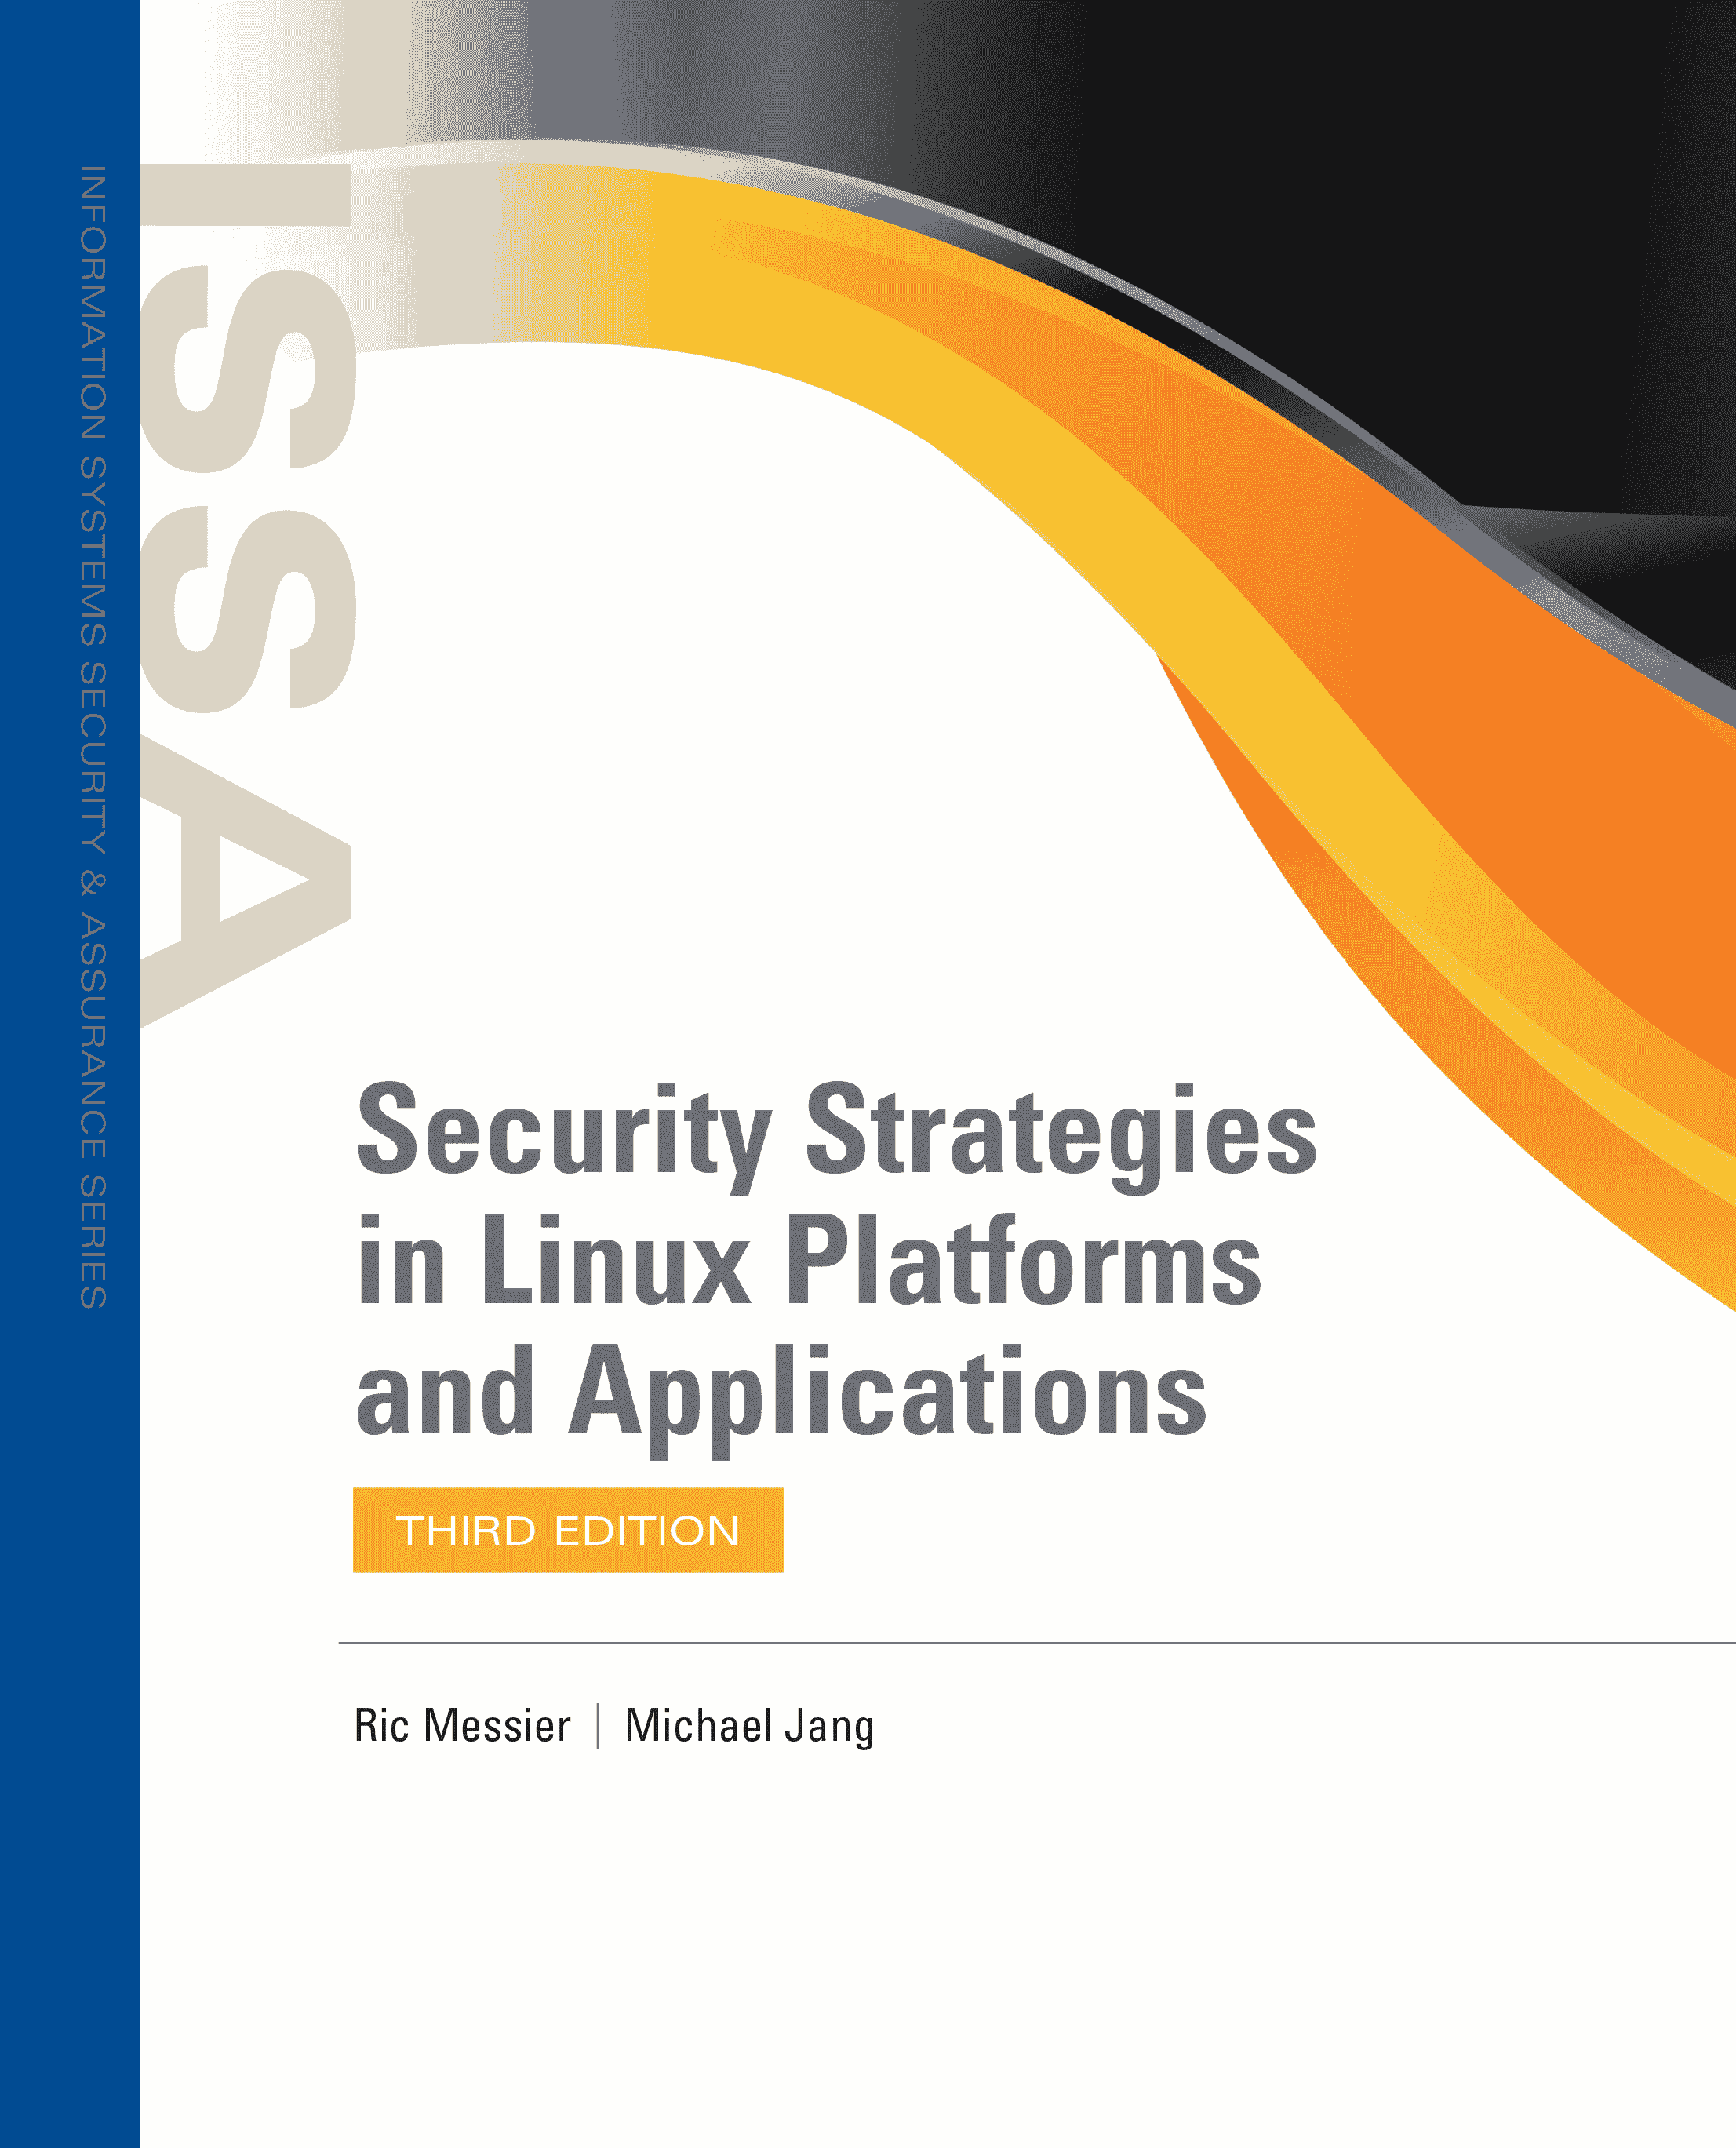 INFORMATION SYSTEMS SECURITY & ASSURANCE SERIES
ISSA
Security Strategies
in Linux Platforms
and Applications
THIRD EDITION
Ric Messier | Michael Jang